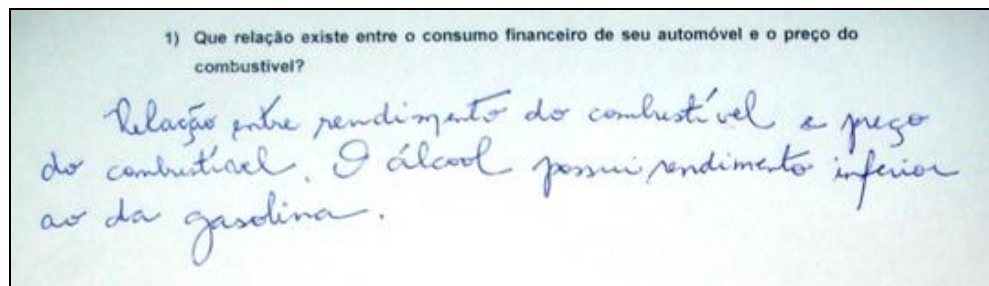 1) Que relação existe entre o consumo financeiro de seu automóvel e o preço do
combustível?
Relação entre rendimento do combustível e preço
do combustível. O álcool possui rendimento inferior
ao da gasolina.